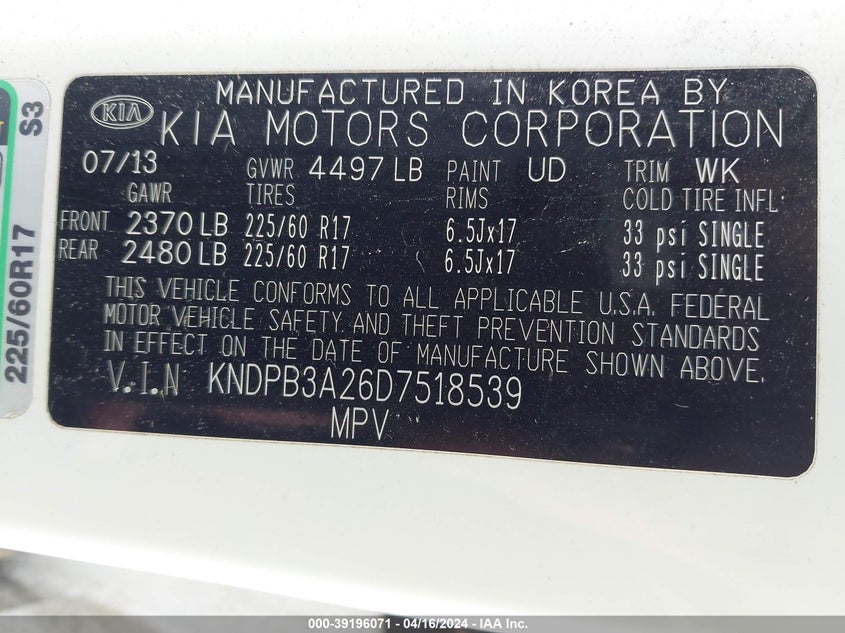 MANUFACTURED IN KOREA BY
KIA KIA MOTORS CORPORATION
07/13 GVWR 4497 LB PAINT UD TRIM WK
GAWR TIRES RIMS COLD TIRE INFL:
FRONT 2370 LB 225/60 R17 6.5Jx17 33 psi SINGLE
REAR 2480 LB 225/60 R17 6.5Jx17 33 psi SINGLE
THIS VEHICLE CONFORMS TO ALL APPLICABLE U.S.A. FEDERAL
MOTOR VEHICLE SAFETY AND THEFT PREVENTION STANDARDS
IN EFFECT ON THE DATE OF MANUFACTURE SHOWN ABOVE.
V.I.N KNDPB3A26D7518539
MPV
225/60R17 S3
000-39196071 - 04/16/2024 - IAA Inc.